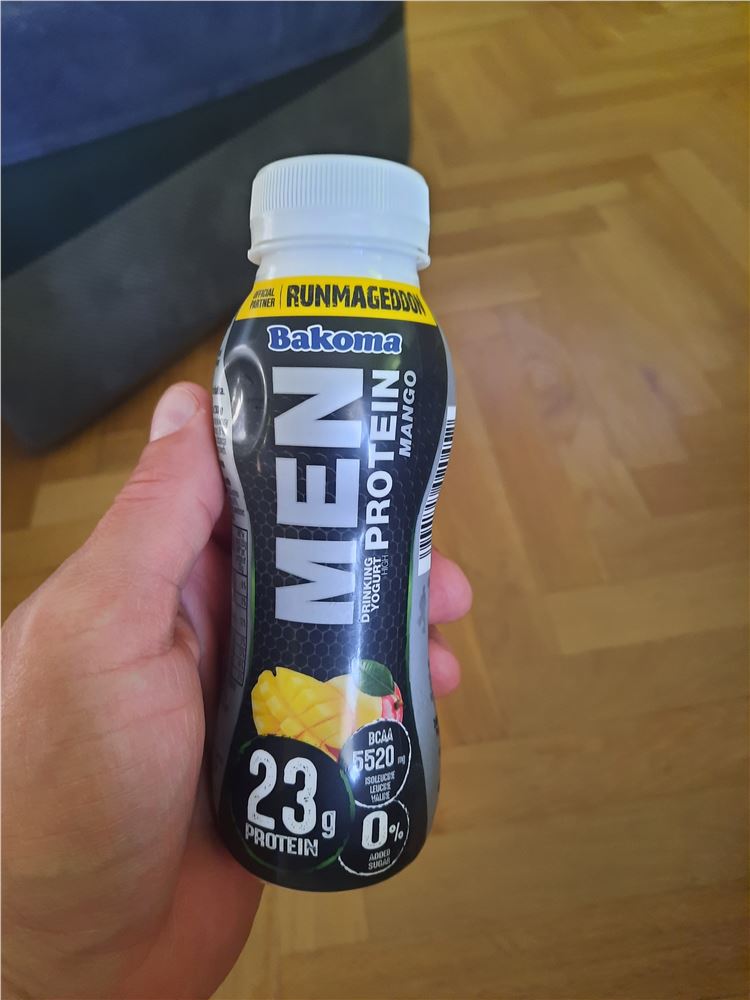 OFFICIAL
PARTNER
RUNMAGEDDON
Bakoma
MEN
DRINKING
YOGURT
HIGH
PROTEIN
MANGO
23g
PROTEIN
BCAA
5520 mg
ISOLEUCINE
LEUCINE
VALINE
0%
ADDED
SUGAR